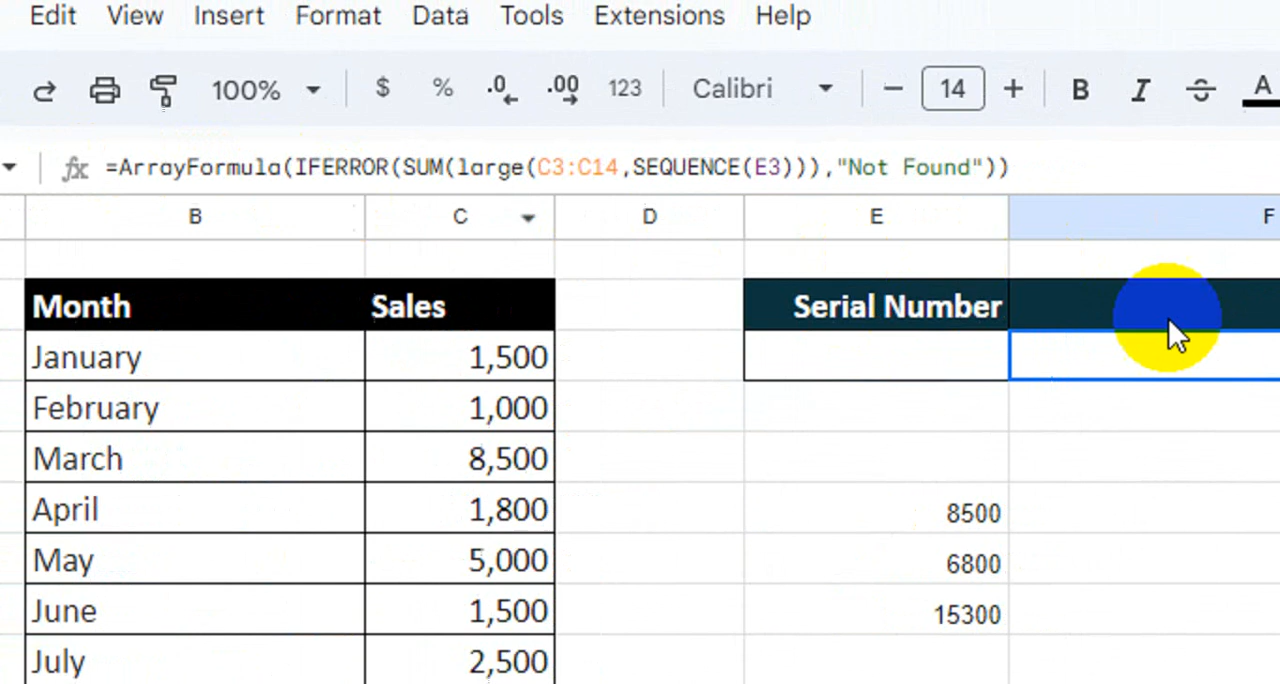 Edit View Insert Format Data Tools Extensions Help
100% $ % .0 .00 123 Calibri 14 B I S A
fx =ArrayFormula(IFERROR(SUM(large(C3:C14,SEQUENCE(E3))),"Not Found"))
B C D E F
Month Sales Serial Number
January 1,500
February 1,000
March 8,500
April 1,800 8500
May 5,000 6800
June 1,500 15300
July 2,500